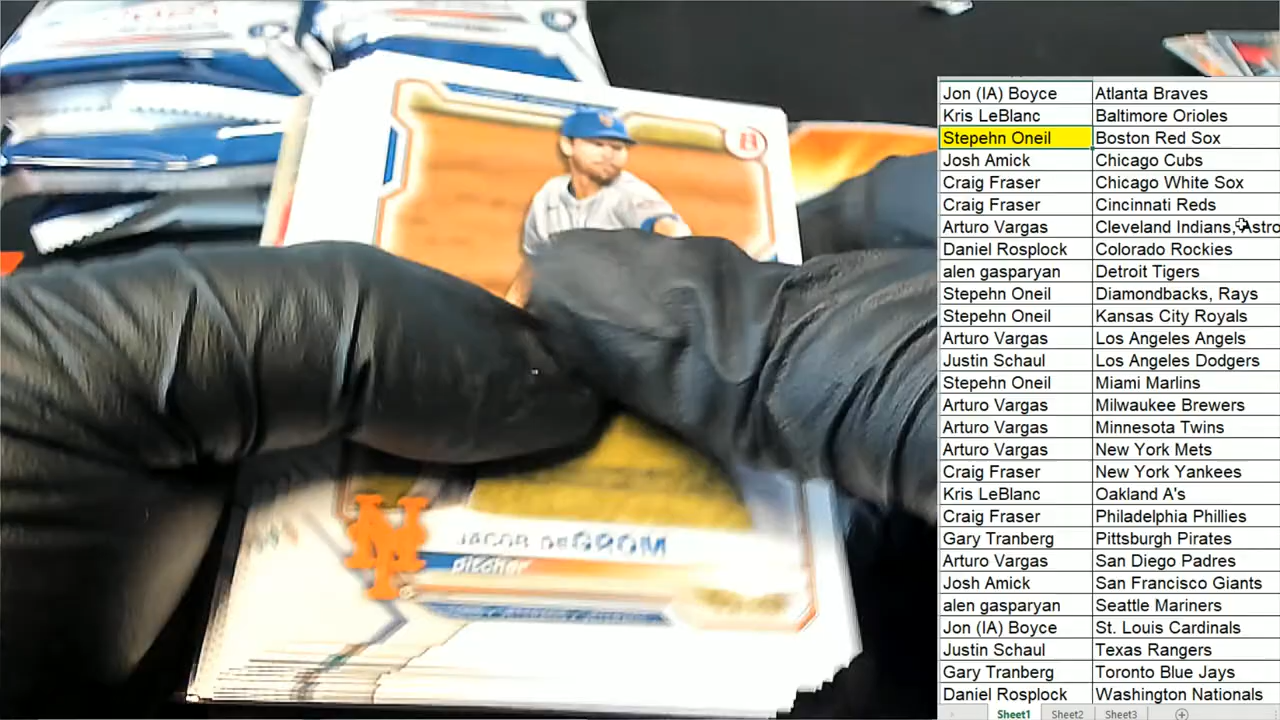 JACOB DEGROM
pitcher
Jon (IA) Boyce Atlanta Braves
Kris LeBlanc Baltimore Orioles
Stepehn Oneil Boston Red Sox
Josh Amick Chicago Cubs
Craig Fraser Chicago White Sox
Craig Fraser Cincinnati Reds
Arturo Vargas Cleveland Indians, Astro
Daniel Rosplock Colorado Rockies
alen gasparyan Detroit Tigers
Stepehn Oneil Diamondbacks, Rays
Stepehn Oneil Kansas City Royals
Arturo Vargas Los Angeles Angels
Justin Schaul Los Angeles Dodgers
Stepehn Oneil Miami Marlins
Arturo Vargas Milwaukee Brewers
Arturo Vargas Minnesota Twins
Arturo Vargas New York Mets
Craig Fraser New York Yankees
Kris LeBlanc Oakland A's
Craig Fraser Philadelphia Phillies
Gary Tranberg Pittsburgh Pirates
Arturo Vargas San Diego Padres
Josh Amick San Francisco Giants
alen gasparyan Seattle Mariners
Jon (IA) Boyce St. Louis Cardinals
Justin Schaul Texas Rangers
Gary Tranberg Toronto Blue Jays
Daniel Rosplock Washington Nationals
Sheet1 Sheet2 Sheet3